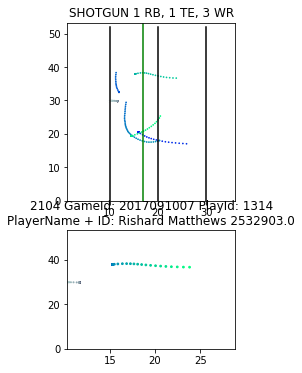 SHOTGUN 1 RB, 1 TE, 3 WR
50
40
30
20
10
0
10 20 30
2104 GameId: 2017091007 PlayId: 1314
PlayerName + ID: Rishard Matthews 2532903.0
40
20
0
15 20 25